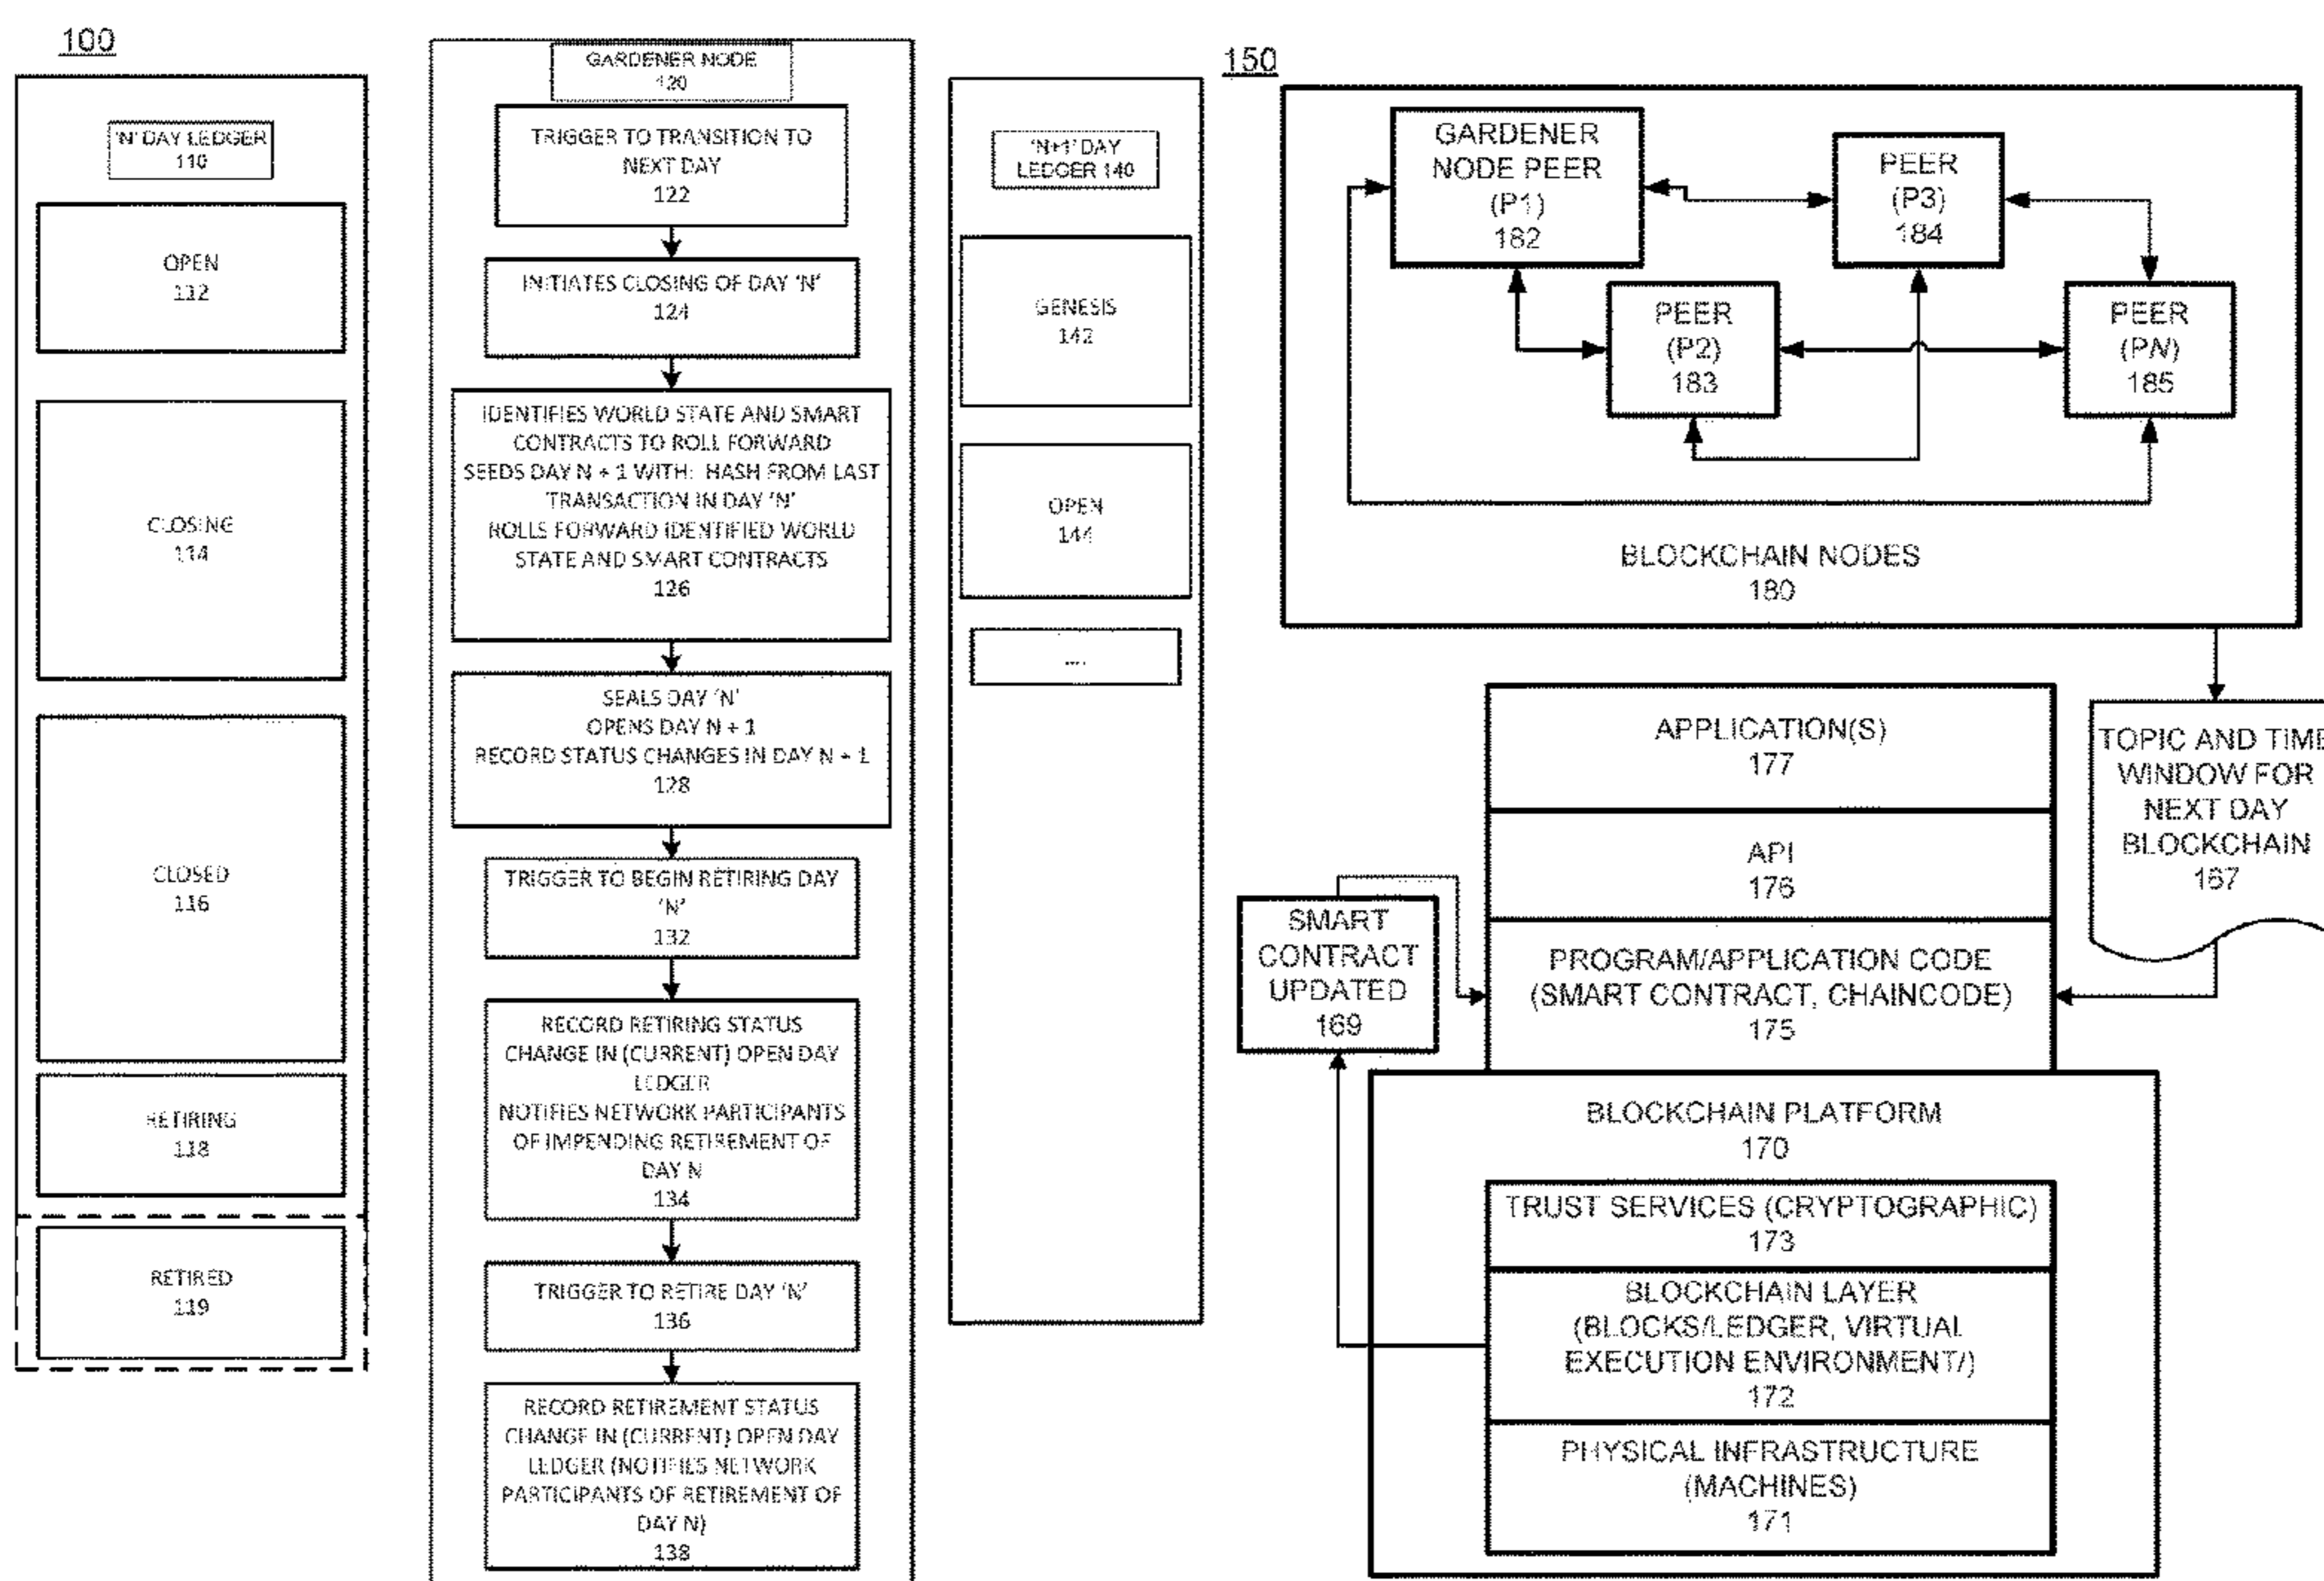 100
'N' DAY LEDGER
110
OPEN
112
CLOSING
114
CLOSED
116
RETIRING
118
RETIRED
119
GARDENER NODE
120
TRIGGER TO TRANSITION TO
NEXT DAY
122
INITIATES CLOSING OF DAY 'N'
124
IDENTIFIES WORLD STATE AND SMART
CONTRACTS TO ROLL FORWARD
SEEDS DAY N + 1 WITH: HASH FROM LAST
TRANSACTION IN DAY 'N'
ROLLS FORWARD IDENTIFIED WORLD
STATE AND SMART CONTRACTS
126
SEALS DAY 'N'
OPENS DAY N + 1
RECORD STATUS CHANGES IN DAY N + 1
128
TRIGGER TO BEGIN RETIRING DAY
'N'
132
RECORD RETIRING STATUS
CHANGE IN (CURRENT) OPEN DAY
LEDGER
NOTIFIES NETWORK PARTICIPANTS
OF IMPENDING RETIREMENT OF
DAY N
134
TRIGGER TO RETIRE DAY 'N'
136
RECORD RETIREMENT STATUS
CHANGE IN (CURRENT) OPEN DAY
LEDGER (NOTIFIES NETWORK
PARTICIPANTS OF RETIREMENT OF
DAY N)
138
'N+1' DAY
LEDGER 140
GENESIS
142
OPEN
144
....
150
GARDENER
NODE PEER
(P1)
182
PEER
(P3)
184
PEER
(P2)
183
PEER
(PN)
185
BLOCKCHAIN NODES
180
APPLICATION(S)
177
API
176
PROGRAM/APPLICATION CODE
(SMART CONTRACT, CHAINCODE)
175
TOPIC AND TIME
WINDOW FOR
NEXT DAY
BLOCKCHAIN
167
SMART
CONTRACT
UPDATED
169
BLOCKCHAIN PLATFORM
170
TRUST SERVICES (CRYPTOGRAPHIC)
173
BLOCKCHAIN LAYER
(BLOCKS/LEDGER, VIRTUAL
EXECUTION ENVIRONMENT/)
172
PHYSICAL INFRASTRUCTURE
(MACHINES)
171